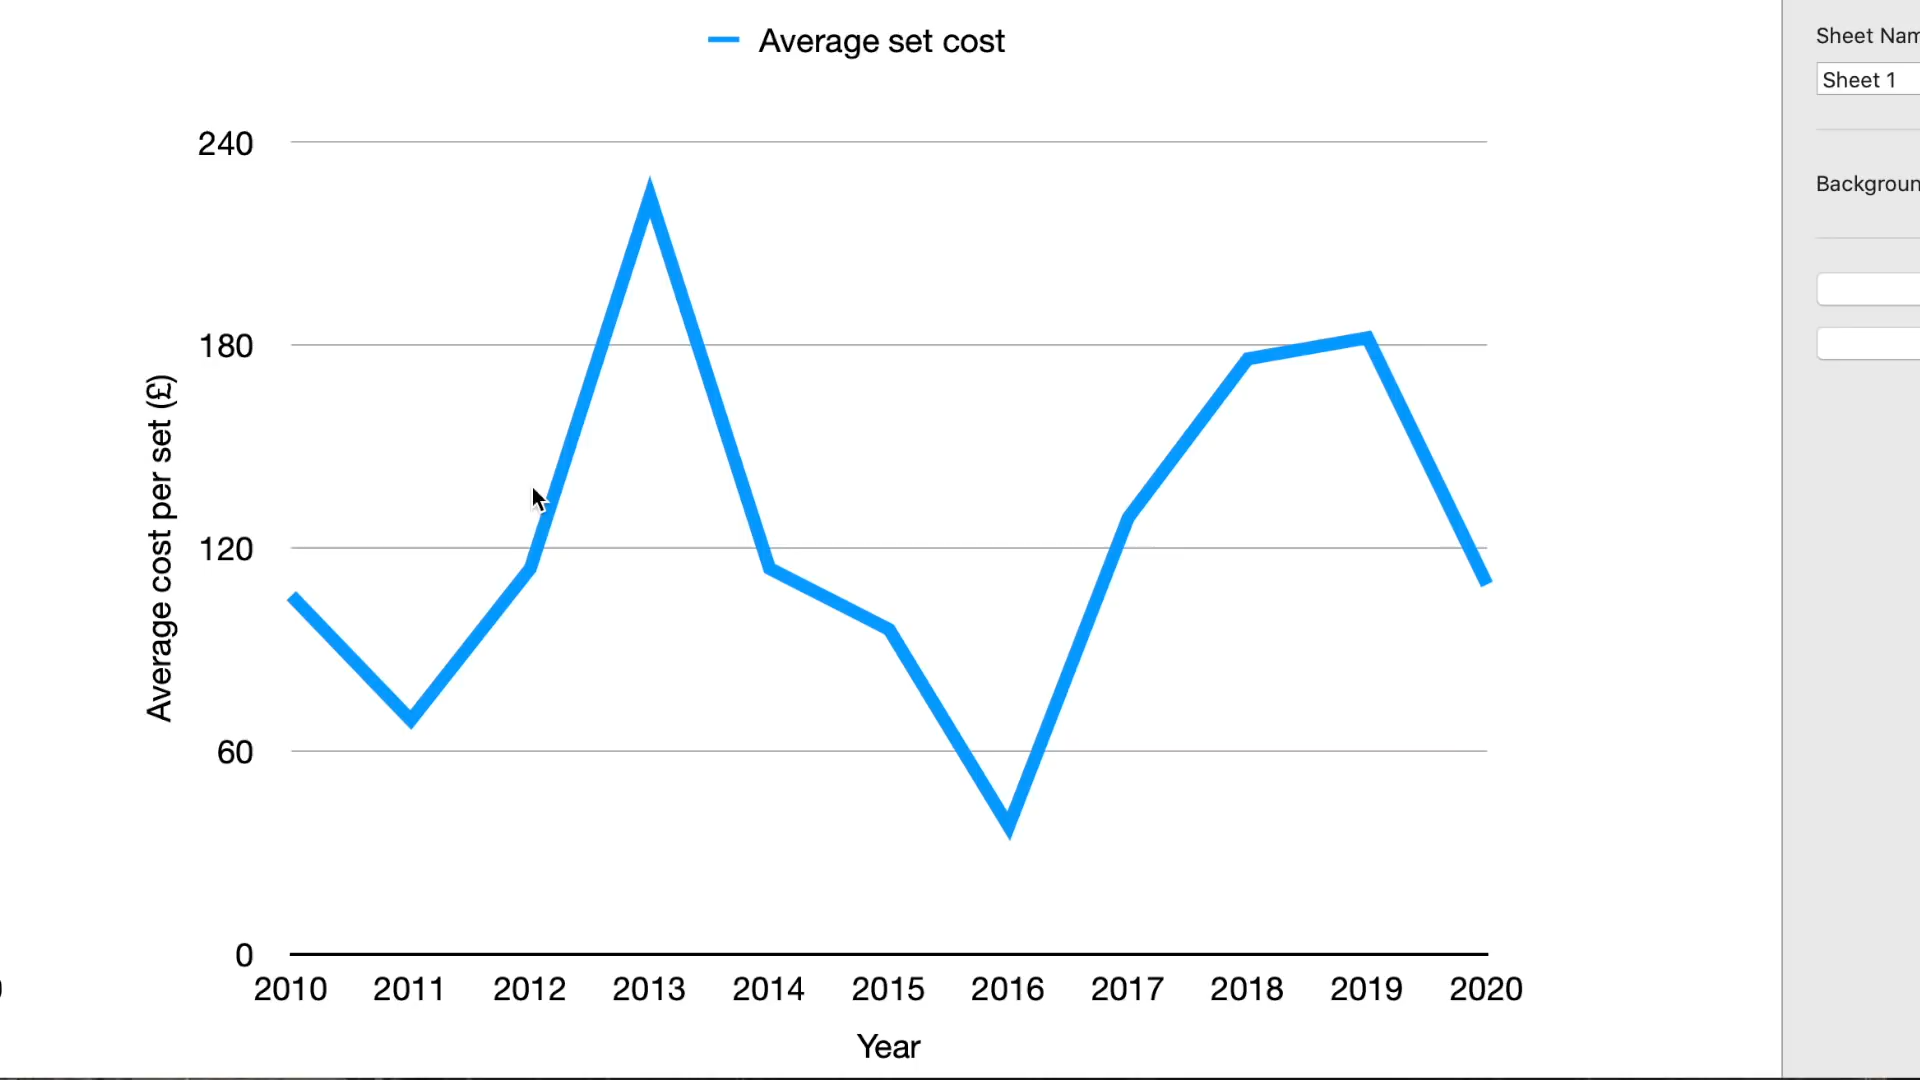 Average set cost
Sheet Nam
Sheet 1
Backgroun
240
180
120
60
0
Average cost per set (£)
2010 2011 2012 2013 2014 2015 2016 2017 2018 2019 2020
Year